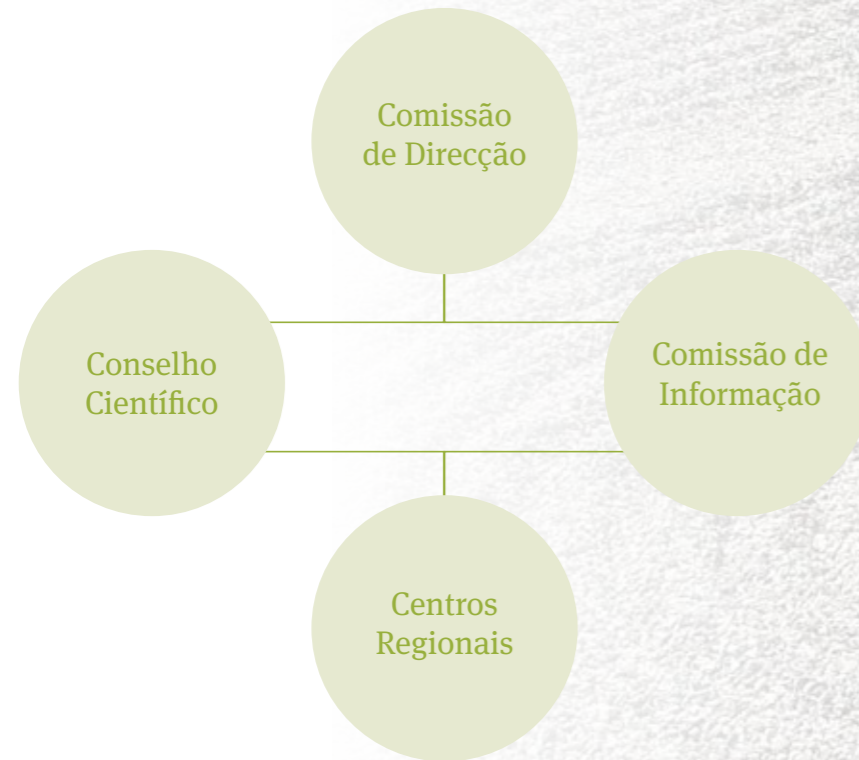 Comissão
de Direcção
Conselho
Científico
Comissão de
Informação
Centros
Regionais